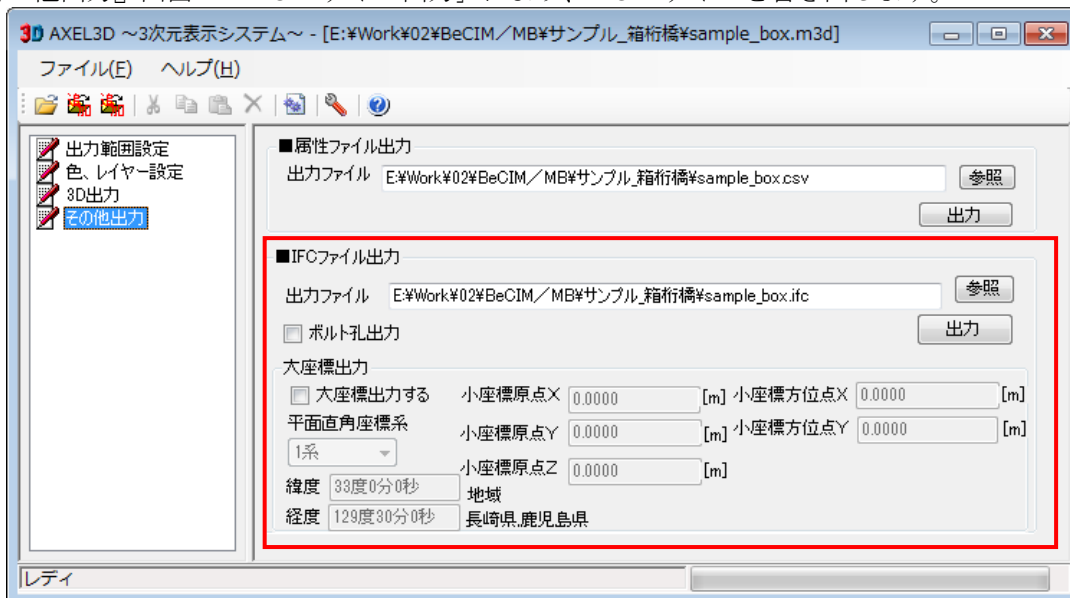 3D AXEL3D ～3次元表示システム～ - [E:¥Work¥02¥BeCIM／MB¥サンプル_箱桁橋¥sample_box.m3d]
ファイル(F) ヘルプ(H)
出力範囲設定
色、レイヤー設定
3D出力
その他出力
■属性ファイル出力
出力ファイル E:¥Work¥02¥BeCIM／MB¥サンプル_箱桁橋¥sample_box.csv 参照
出力
■IFCファイル出力
出力ファイル E:¥Work¥02¥BeCIM／MB¥サンプル_箱桁橋¥sample_box.ifc 参照
ボルト孔出力 出力
大座標出力
大座標出力する 小座標原点X 0.0000 [m] 小座標方位点X 0.0000 [m]
平面直角座標系 小座標原点Y 0.0000 [m] 小座標方位点Y 0.0000 [m]
1系
小座標原点Z 0.0000 [m]
緯度 33度0分0秒 地域
経度 129度30分0秒 長崎県,鹿児島県
レディ